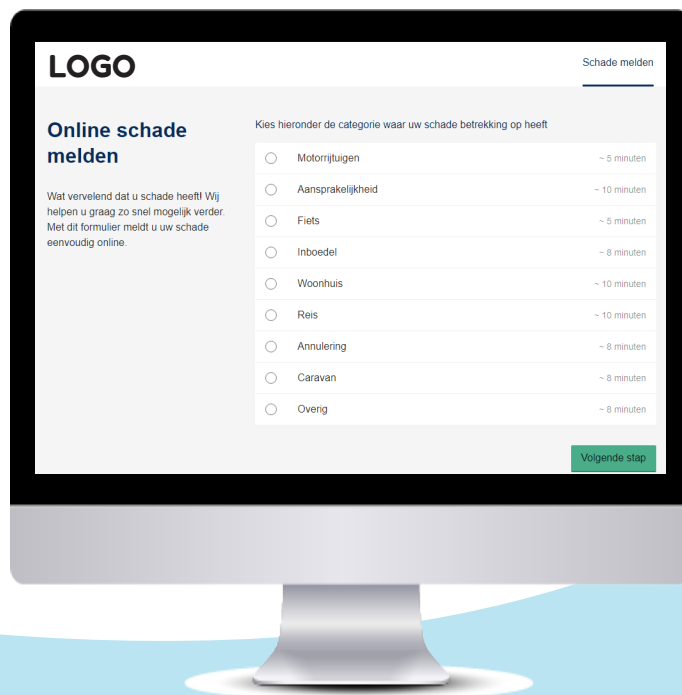 LOGO
Schade melden
Online schade
melden
Wat vervelend dat u schade heeft! Wij
helpen u graag zo snel mogelijk verder.
Met dit formulier meldt u uw schade
eenvoudig online.
Kies hieronder de categorie waar uw schade betrekking op heeft
Motorrijtuigen ~ 5 minuten
Aansprakelijkheid ~ 10 minuten
Fiets ~ 5 minuten
Inboedel ~ 8 minuten
Woonhuis ~ 10 minuten
Reis ~ 10 minuten
Annulering ~ 8 minuten
Caravan ~ 8 minuten
Overig ~ 8 minuten
Volgende stap